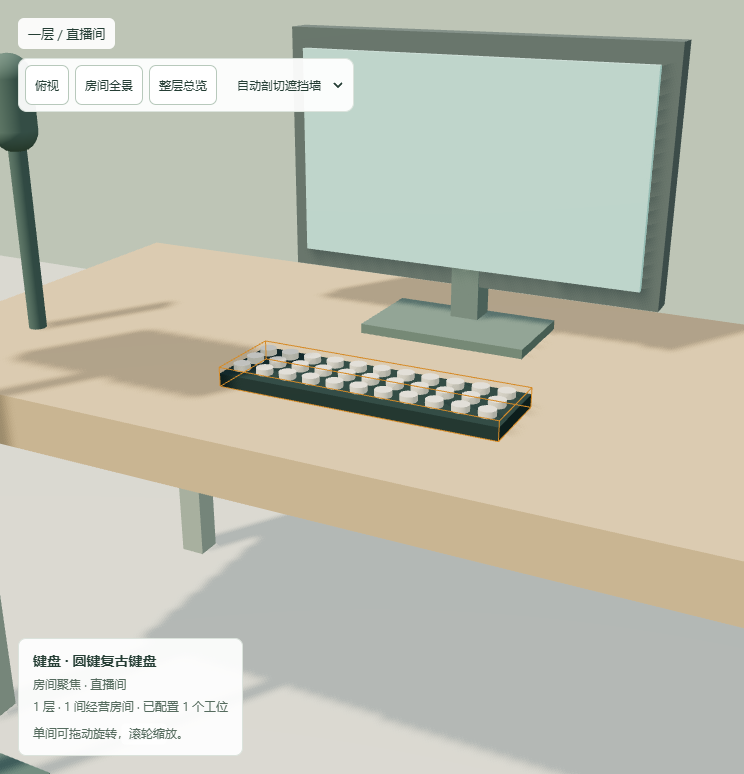 一层 / 直播间
俯视 房间全景 整层总览 自动剖切遮挡墙
键盘 · 圆键复古键盘
房间聚焦 · 直播间
1 层 · 1 间经营房间 · 已配置 1 个工位
单间可拖动旋转，滚轮缩放。